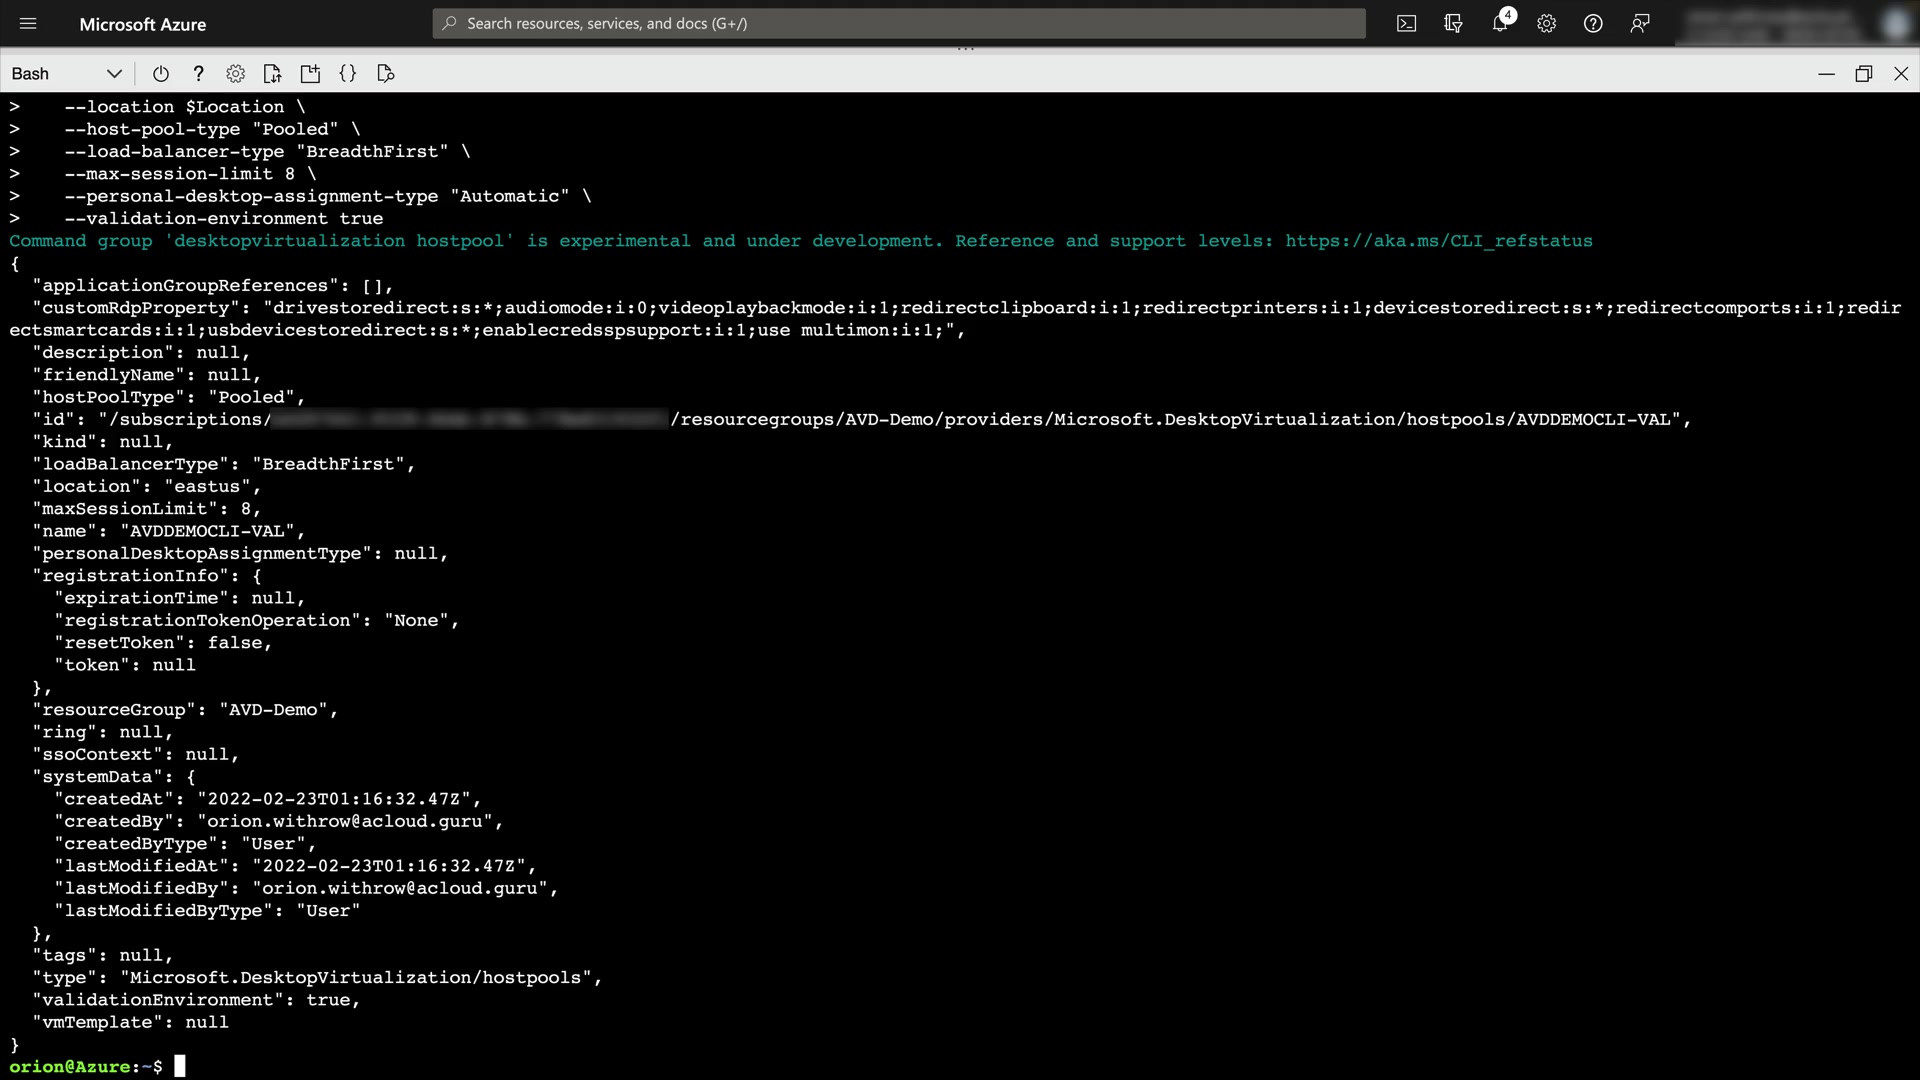 Microsoft Azure
Search resources, services, and docs (G+/)
4
Bash
>    --location $Location \
>    --host-pool-type "Pooled" \
>    --load-balancer-type "BreadthFirst" \
>    --max-session-limit 8 \
>    --personal-desktop-assignment-type "Automatic" \
>    --validation-environment true
Command group 'desktopvirtualization hostpool' is experimental and under development. Reference and support levels: https://aka.ms/CLI_refstatus
{
  "applicationGroupReferences": [],
  "customRdpProperty": "drivestoredirect:s:*;audiomode:i:0;videoplaybackmode:i:1;redirectclipboard:i:1;redirectprinters:i:1;devicestoredirect:s:*;redirectcomports:i:1;redir
ectsmartcards:i:1;usbdevicestoredirect:s:*;enablecredsspsupport:i:1;use multimon:i:1;",
  "description": null,
  "friendlyName": null,
  "hostPoolType": "Pooled",
  "id": "/subscriptions/ /resourcegroups/AVD-Demo/providers/Microsoft.DesktopVirtualization/hostpools/AVDDEMOCLI-VAL",
  "kind": null,
  "loadBalancerType": "BreadthFirst",
  "location": "eastus",
  "maxSessionLimit": 8,
  "name": "AVDDEMOCLI-VAL",
  "personalDesktopAssignmentType": null,
  "registrationInfo": {
    "expirationTime": null,
    "registrationTokenOperation": "None",
    "resetToken": false,
    "token": null
  },
  "resourceGroup": "AVD-Demo",
  "ring": null,
  "ssoContext": null,
  "systemData": {
    "createdAt": "2022-02-23T01:16:32.47Z",
    "createdBy": "orion.withrow@acloud.guru",
    "createdByType": "User",
    "lastModifiedAt": "2022-02-23T01:16:32.47Z",
    "lastModifiedBy": "orion.withrow@acloud.guru",
    "lastModifiedByType": "User"
  },
  "tags": null,
  "type": "Microsoft.DesktopVirtualization/hostpools",
  "validationEnvironment": true,
  "vmTemplate": null
}
orion@Azure:~$